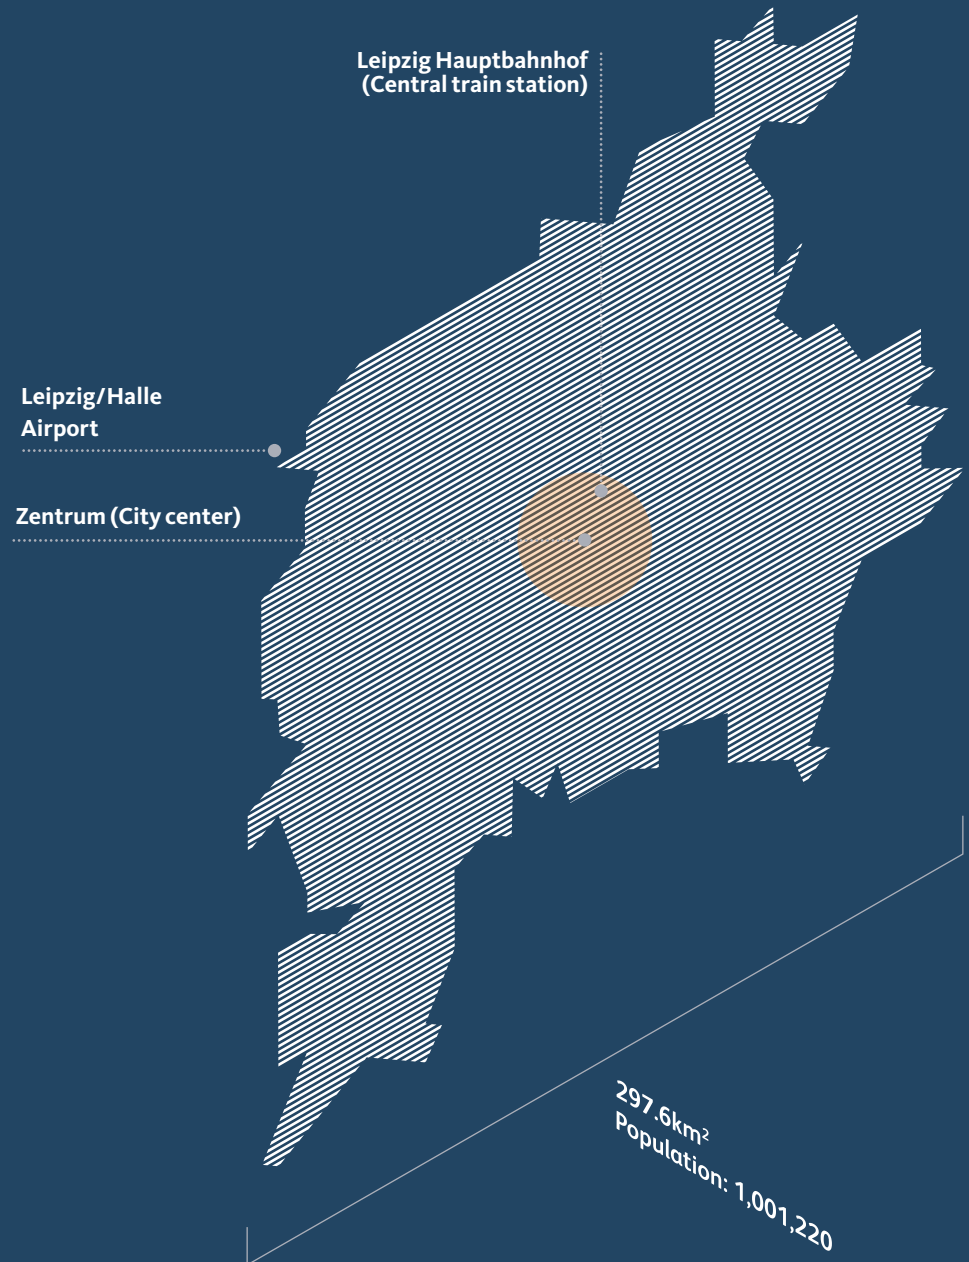 Leipzig Hauptbahnhof
(Central train station)
Leipzig/Halle
Airport
Zentrum (City center)
297.6km²
Population: 1,001,220